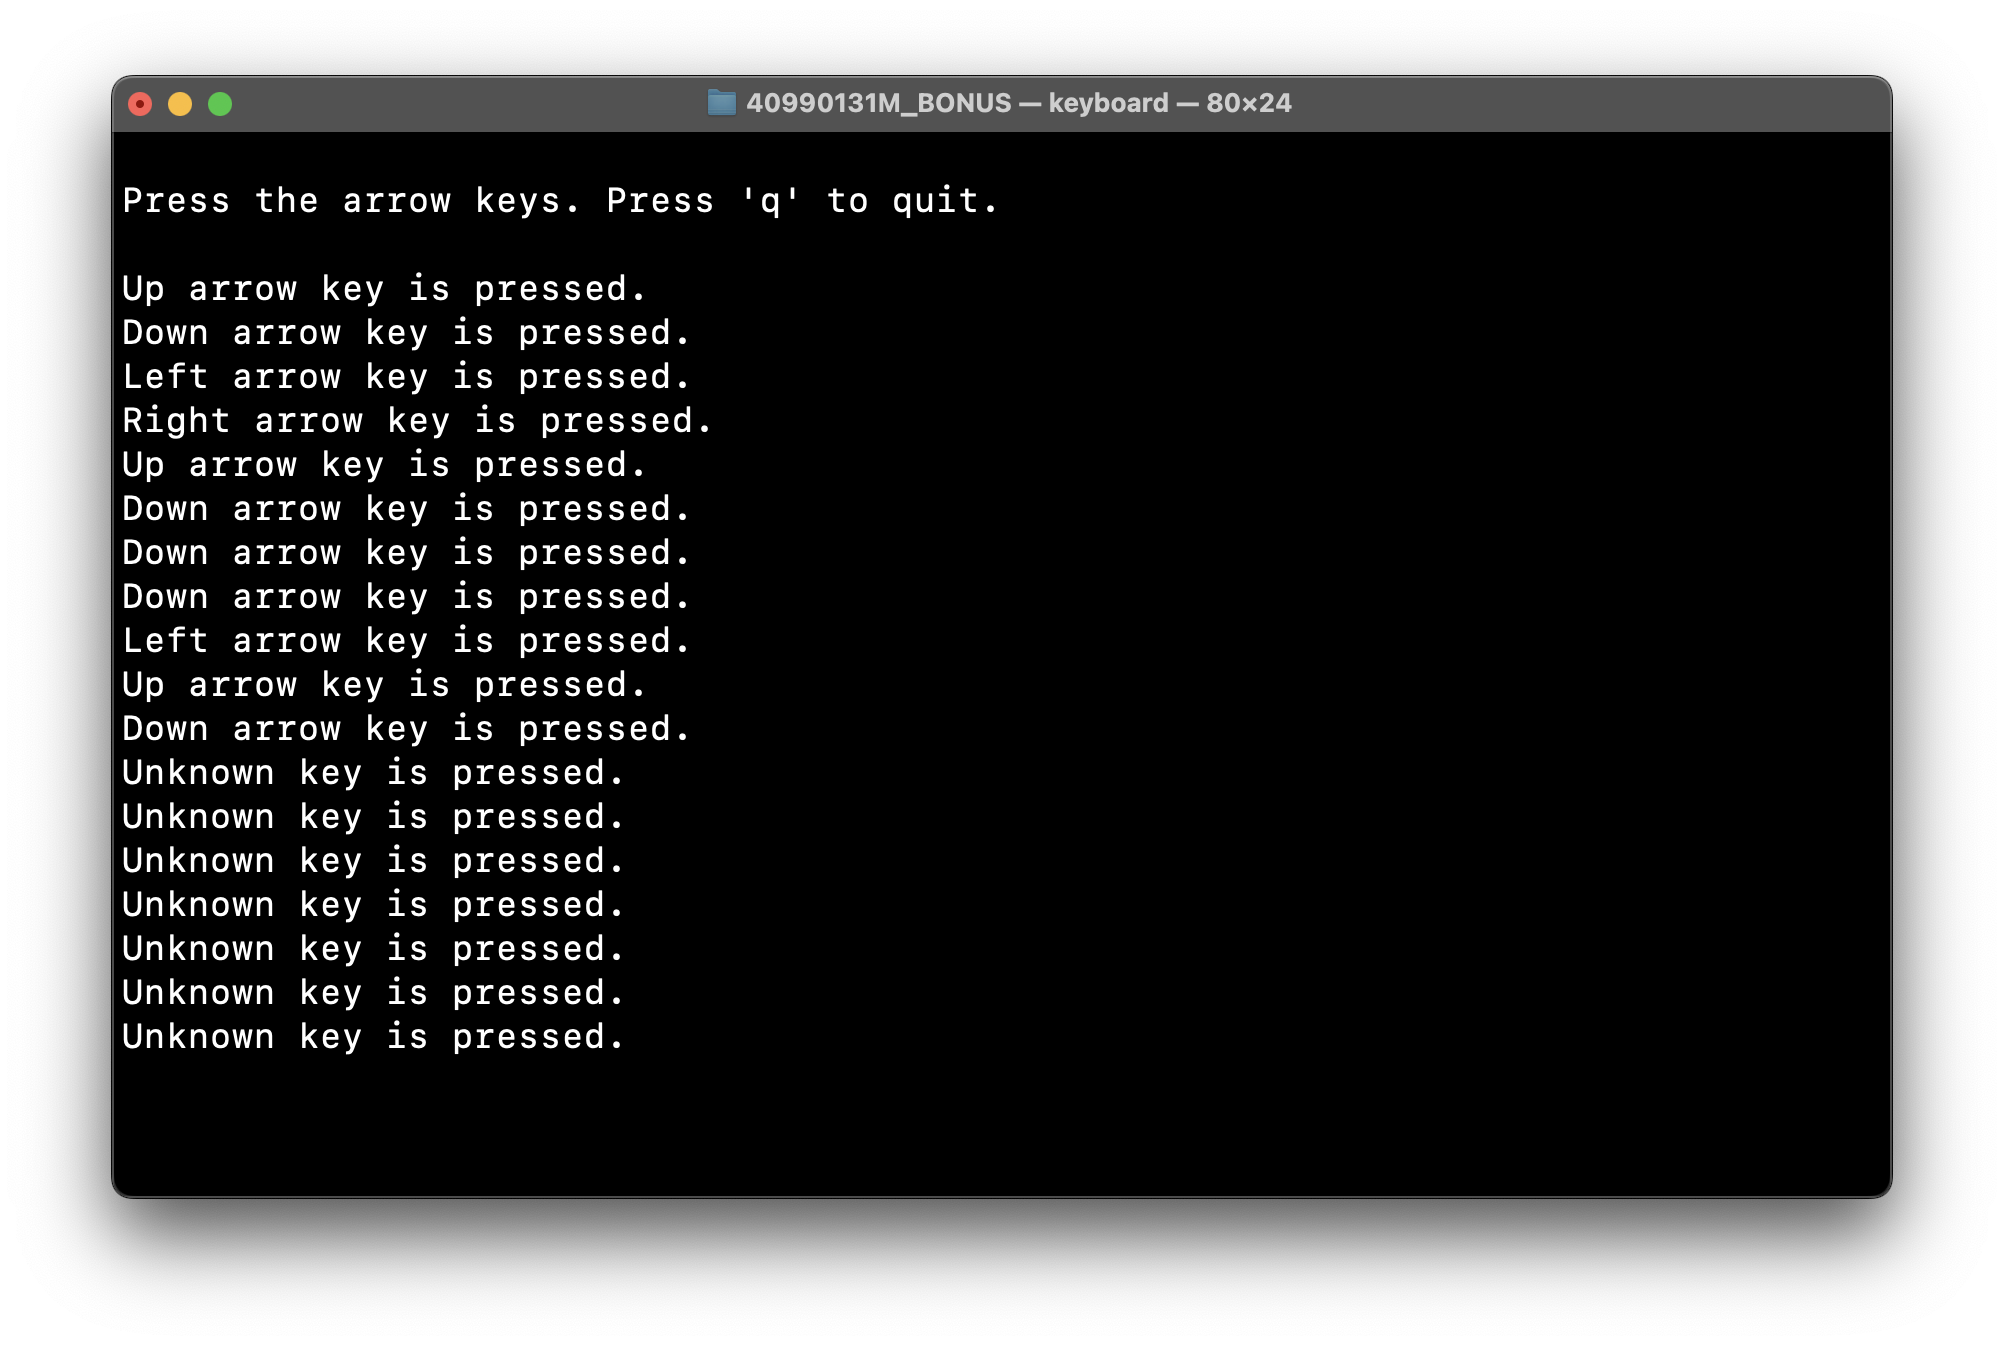 40990131M_BONUS — keyboard — 80×24
Press the arrow keys. Press 'q' to quit.
Up arrow key is pressed.
Down arrow key is pressed.
Left arrow key is pressed.
Right arrow key is pressed.
Up arrow key is pressed.
Down arrow key is pressed.
Down arrow key is pressed.
Down arrow key is pressed.
Left arrow key is pressed.
Up arrow key is pressed.
Down arrow key is pressed.
Unknown key is pressed.
Unknown key is pressed.
Unknown key is pressed.
Unknown key is pressed.
Unknown key is pressed.
Unknown key is pressed.
Unknown key is pressed.